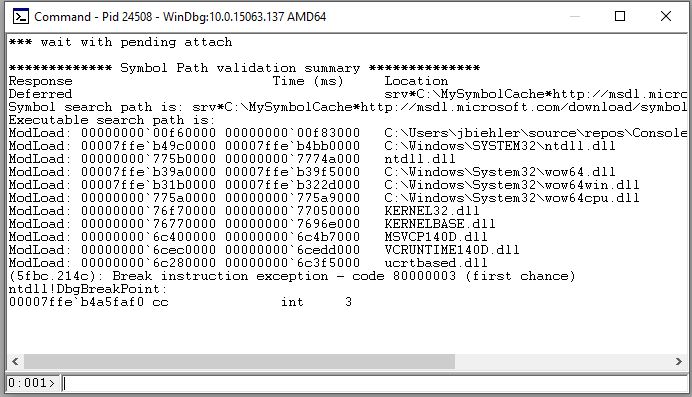 Command - Pid 24508 - WinDbg:10.0.15063.137 AMD64
*** wait with pending attach
************* Symbol Path validation summary **************
Response                         Time (ms)     Location
Deferred                                       srv*C:\MySymbolCache*http://msdl.micro
Symbol search path is: srv*C:\MySymbolCache*http://msdl.microsoft.com/download/symbol
Executable search path is:
ModLoad: 00000000`00f60000 00000000`00f83000   C:\Users\jbiehler\source\repos\Console
ModLoad: 00007ffe`b49c0000 00007ffe`b4bb0000   C:\Windows\SYSTEM32\ntdll.dll
ModLoad: 00000000`775b0000 00000000`7774a000   ntdll.dll
ModLoad: 00007ffe`b39a0000 00007ffe`b39f5000   C:\Windows\System32\wow64.dll
ModLoad: 00007ffe`b31b0000 00007ffe`b322d000   C:\Windows\System32\wow64win.dll
ModLoad: 00000000`775a0000 00000000`775a9000   C:\Windows\System32\wow64cpu.dll
ModLoad: 00000000`76f70000 00000000`77050000   KERNEL32.dll
ModLoad: 00000000`76770000 00000000`7696e000   KERNELBASE.dll
ModLoad: 00000000`6c400000 00000000`6c4b7000   MSVCP140D.dll
ModLoad: 00000000`6cec0000 00000000`6cedd000   VCRUNTIME140D.dll
ModLoad: 00000000`6c280000 00000000`6c3f5000   ucrtbased.dll
(5fbc.214c): Break instruction exception - code 80000003 (first chance)
ntdll!DbgBreakPoint:
00007ffe`b4a5faf0 cc              int     3
0:001>